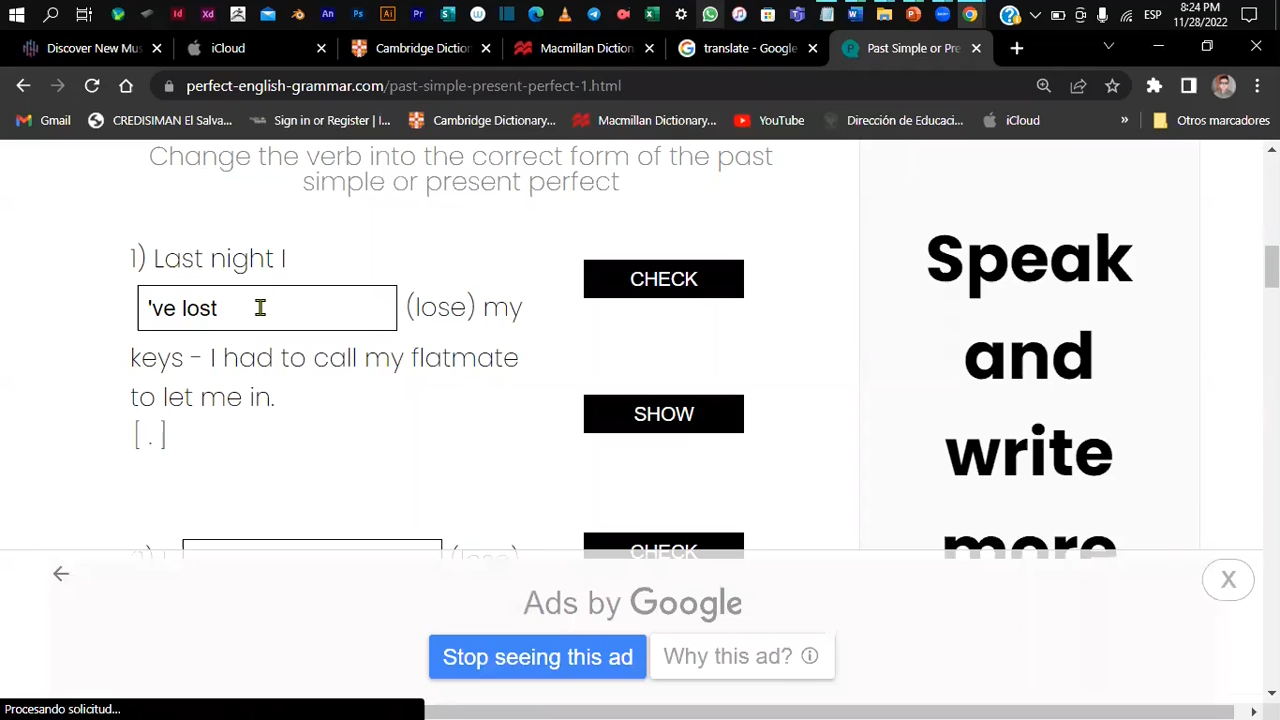 8:24 PM
ESP
11/28/2022
Discover New Mus
iCloud
Cambridge Diction
Macmillan Diction
translate - Google
Past Simple or Pre
perfect-english-grammar.com/past-simple-present-perfect-1.html
Gmail
CREDISIMAN El Salva...
Sign in or Register | I...
Cambridge Dictionary...
Macmillan Dictionary...
YouTube
Dirección de Educaci...
iCloud
»
Otros marcadores
Change the verb into the correct form of the past
simple or present perfect
1) Last night I
CHECK
've lost
(lose) my
keys - I had to call my flatmate
to let me in.
SHOW
[ . ]
(lose)
CHECK
Speak
and
write
more
X
Ads by Google
Stop seeing this ad
Why this ad?
Procesando solicitud...